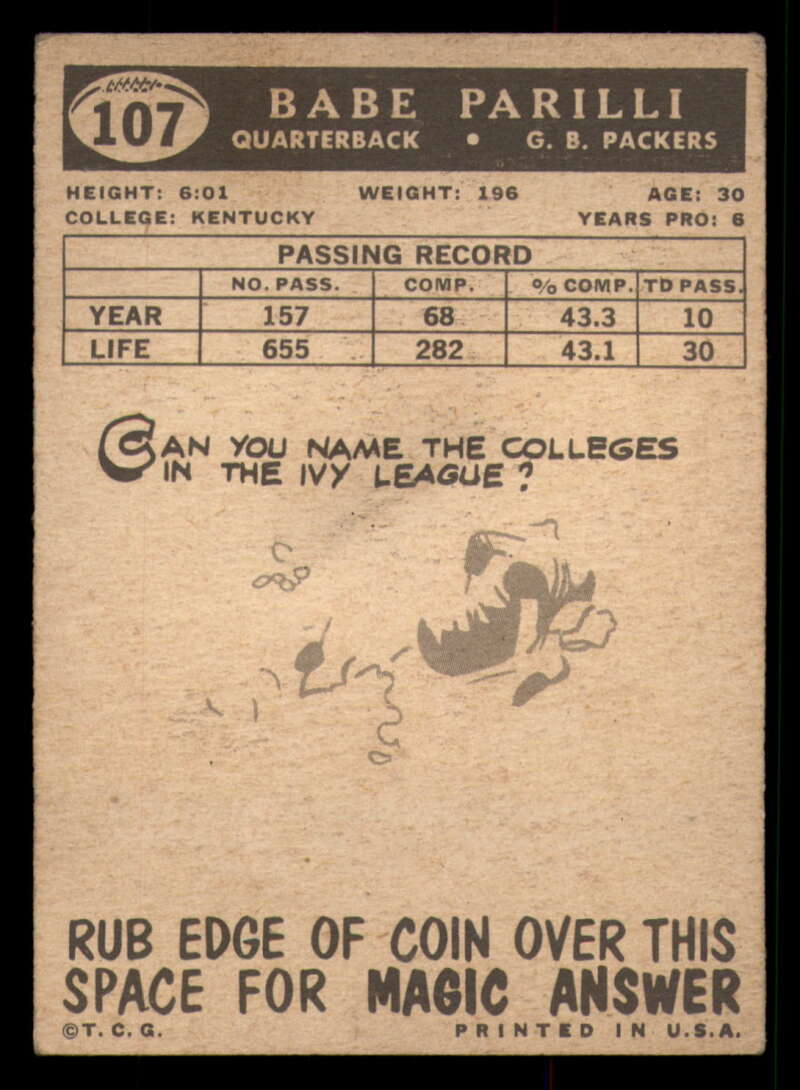 107
BABE PARILLI
QUARTERBACK • G. B. PACKERS
HEIGHT: 6:01 WEIGHT: 196 AGE: 30
COLLEGE: KENTUCKY YEARS PRO: 6
PASSING RECORD
NO. PASS. COMP. % COMP. TD PASS.
YEAR 157 68 43.3 10
LIFE 655 282 43.1 30
CAN YOU NAME THE COLLEGES
IN THE IVY LEAGUE?
RUB EDGE OF COIN OVER THIS
SPACE FOR MAGIC ANSWER
©T. C. G. PRINTED IN U.S.A.